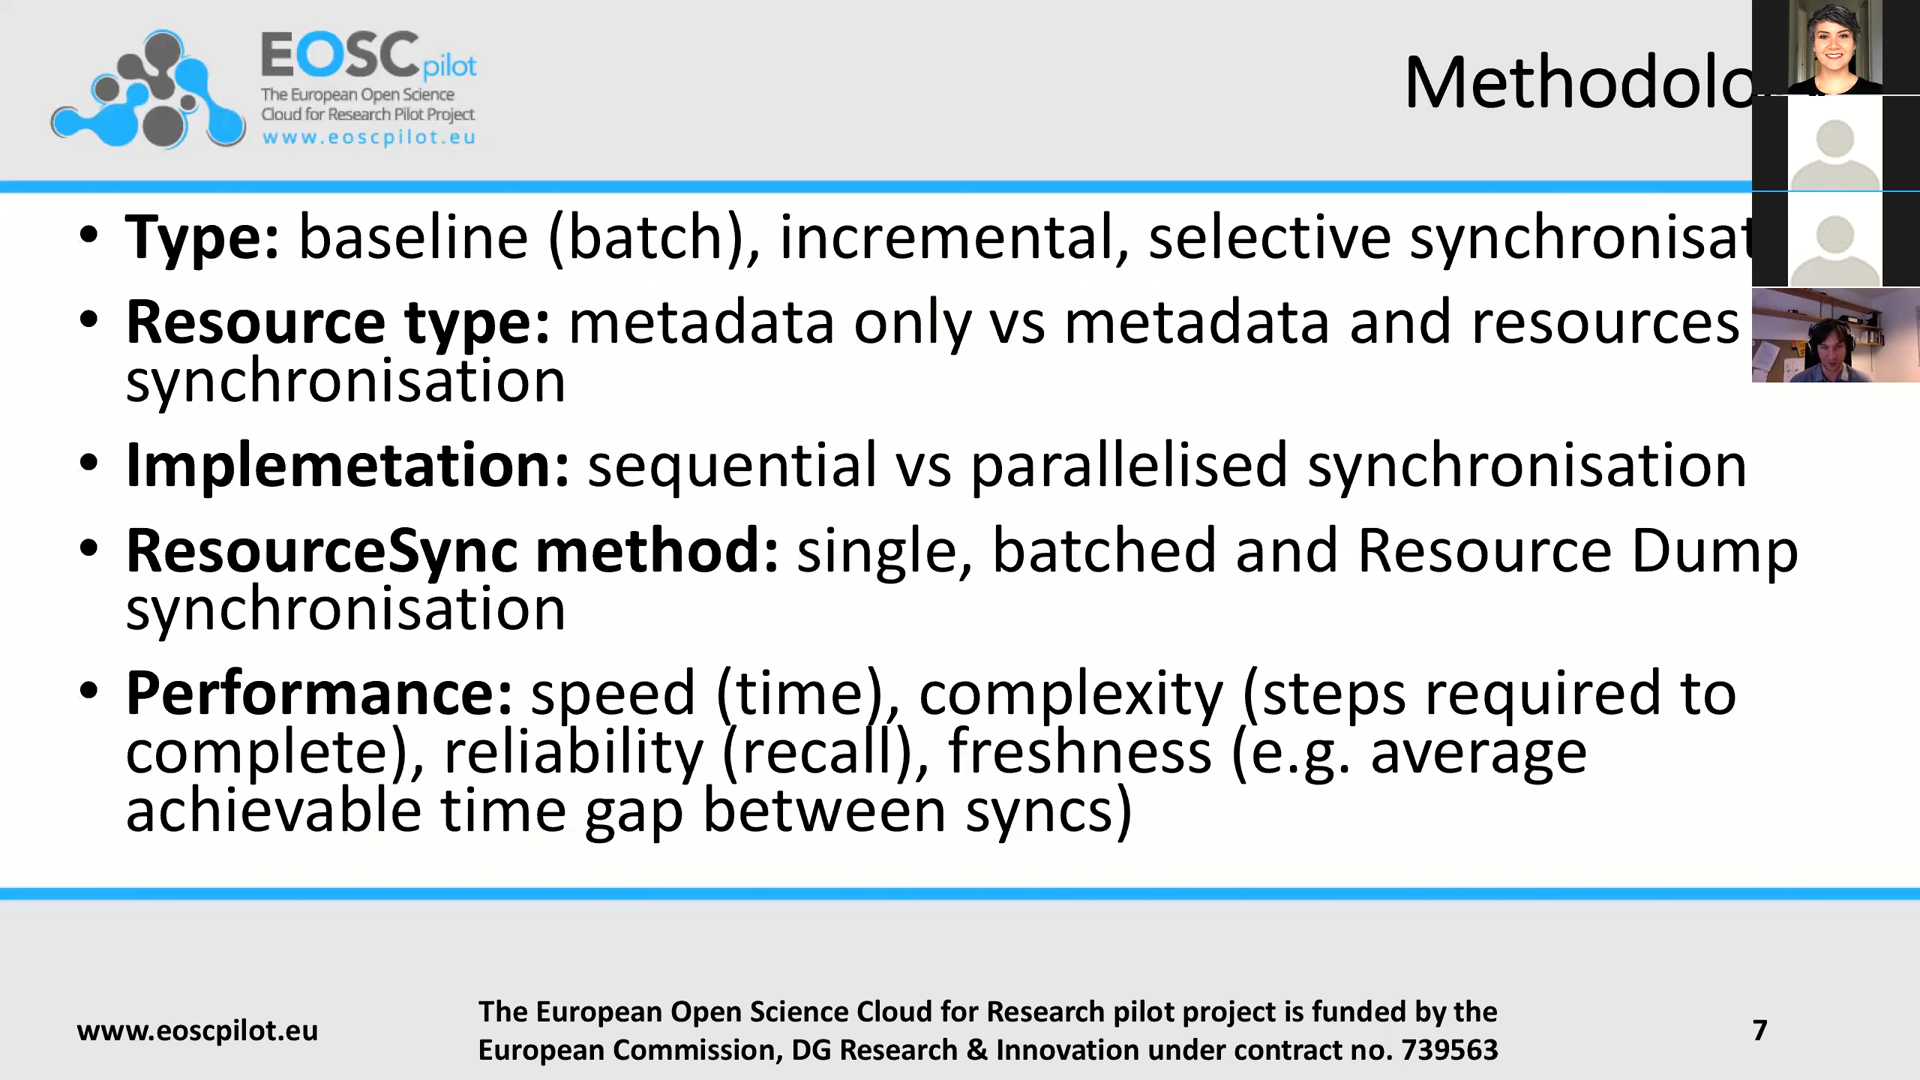 EOSCpilot
The European Open Science
Cloud for Research Pilot Project
www.eoscpilot.eu
• Type: baseline (batch), incremental, selective
• Resource type: metadata only vs metadata and resources
synchronisation
• Implemetation: sequential vs parallelised synchronisation
• ResourceSync method: single, batched and Resource Dump
synchronisation
• Performance: speed (time), complexity (steps required to
complete), reliability (recall), freshness (e.g. average
achievable time gap between syncs)
www.eoscpilot.eu
The European Open Science Cloud for Research pilot project is funded by the
European Commission, DG Research & Innovation under contract no. 739563
7